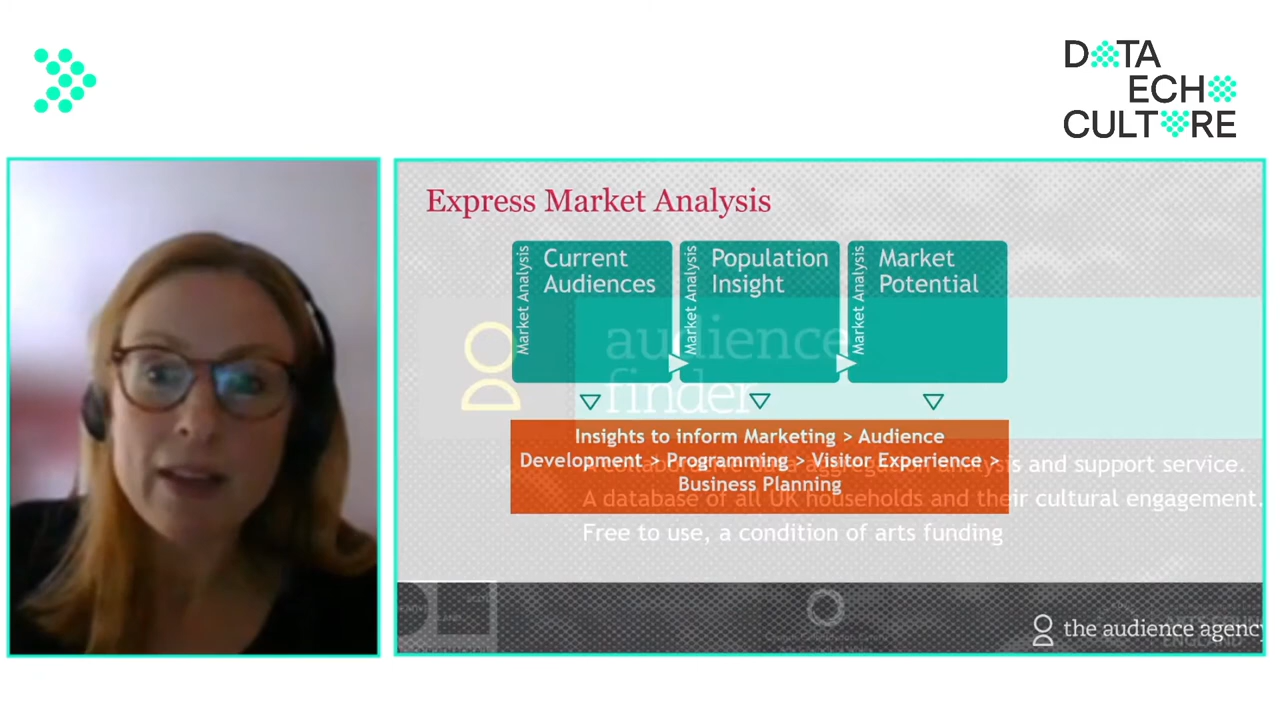 DATA
ECHO
CULTURE
Express Market Analysis
Market Analysis
Current
Audiences
Market Analysis
Population
Insight
Market Analysis
Market
Potential
audience
finder
Insights to inform Marketing > Audience
Development > Programming > Visitor Experience >
Business Planning
and support service.
A database of all UK households and their cultural engagement.
Free to use, a condition of arts funding
the audience agency